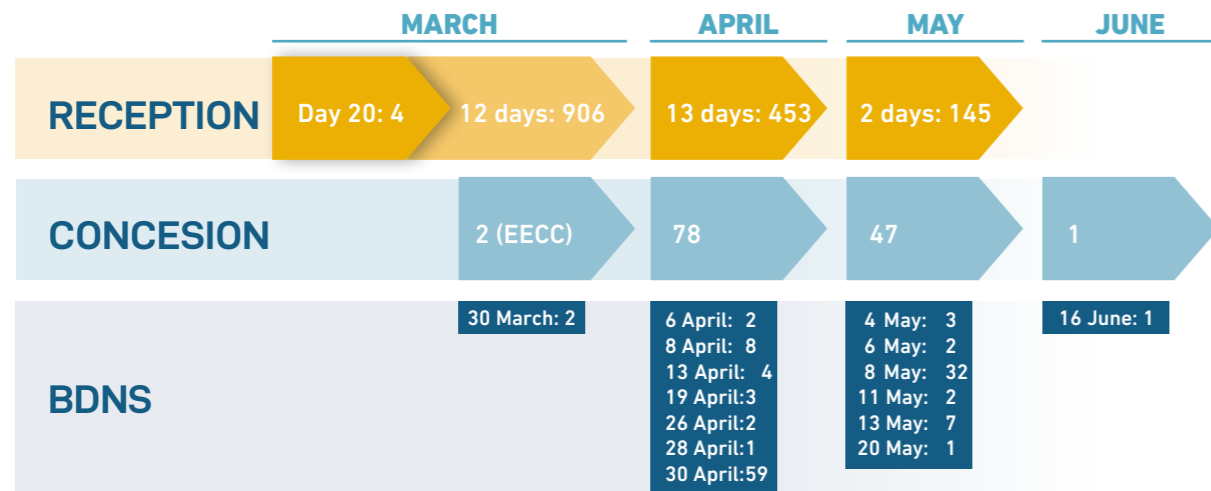 MARCH APRIL MAY JUNE
RECEPTION Day 20: 4 12 days: 906 13 days: 453 2 days: 145
CONCESION 2 (EECC) 78 47 1
BDNS
30 March: 2
6 April: 2
8 April: 8
13 April: 4
19 April:3
26 April:2
28 April:1
30 April:59
4 May: 3
6 May: 2
8 May: 32
11 May: 2
13 May: 7
20 May: 1
16 June: 1